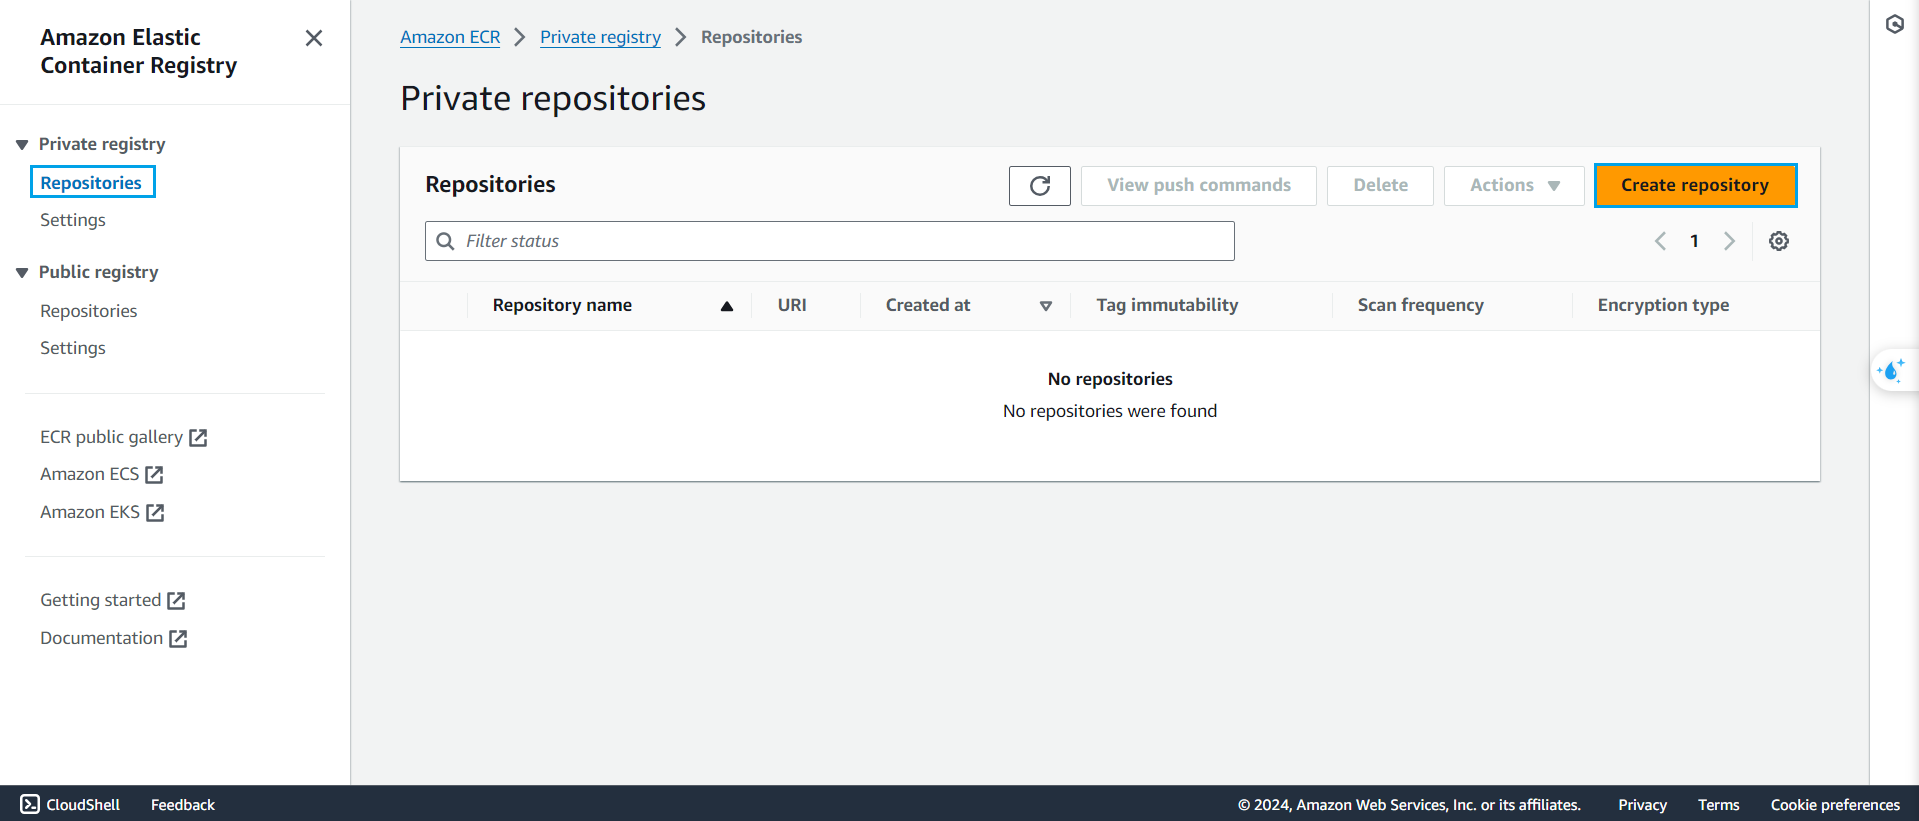 Amazon Elastic
Container Registry
Private registry
Repositories
Settings
Public registry
Repositories
Settings
ECR public gallery
Amazon ECS
Amazon EKS
Getting started
Documentation
Amazon ECR Private registry Repositories
Private repositories
Repositories View push commands Delete Actions Create repository
Filter status 1
Repository name URI Created at Tag immutability Scan frequency Encryption type
No repositories
No repositories were found
CloudShell Feedback © 2024, Amazon Web Services, Inc. or its affiliates. Privacy Terms Cookie preferences